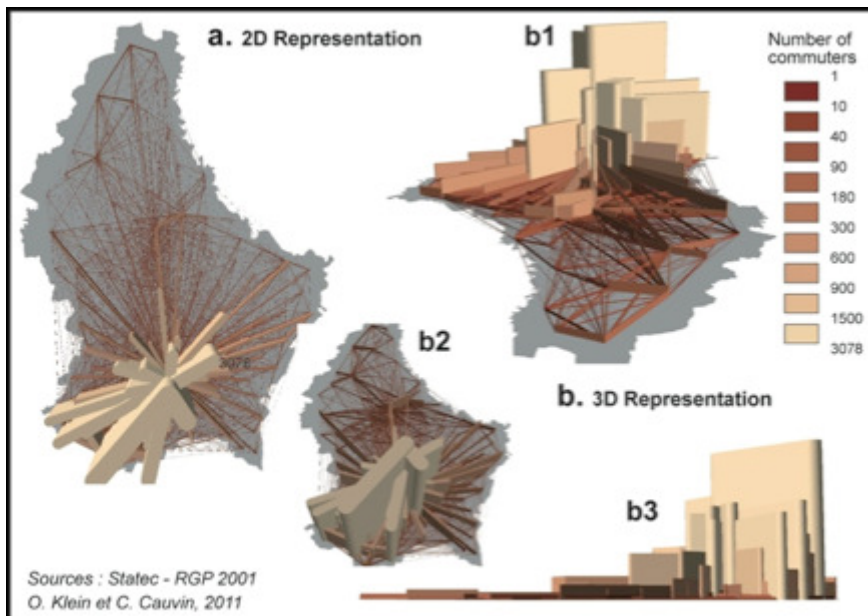 a. 2D Representation
b1
Number of
commuters
1
10
40
90
180
300
600
900
1500
3078
3078
b2
b. 3D Representation
b3
Sources : Statec - RGP 2001
O. Klein et C. Cauvin, 2011